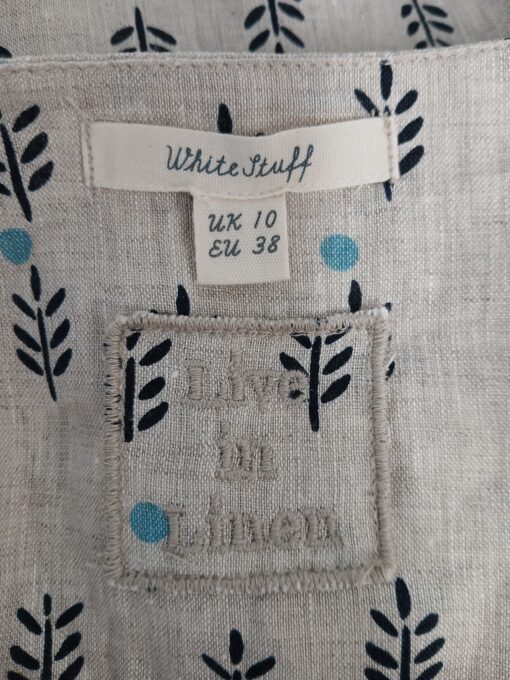 White Stuff
UK 10
EU 38
Live
in
Linen